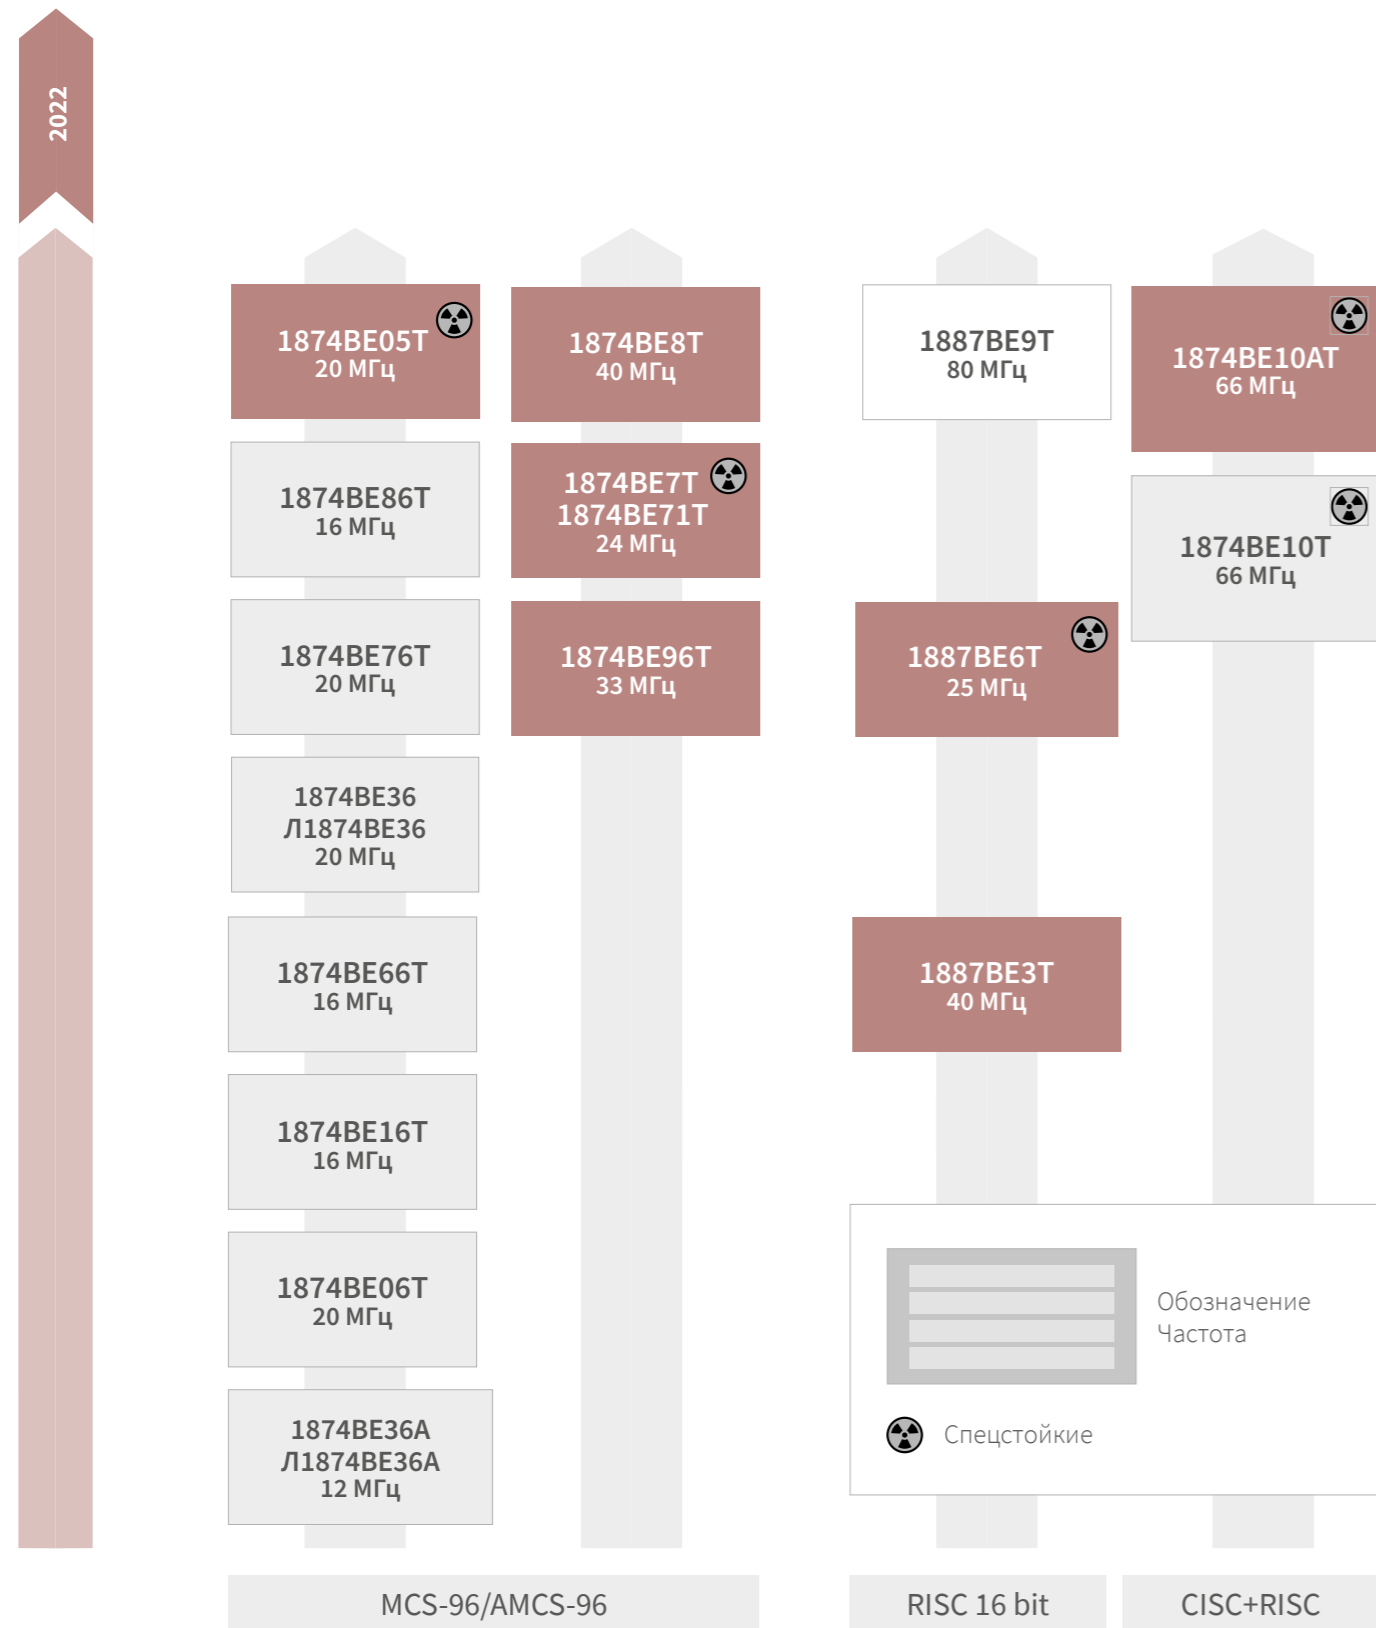 2022
1874ВЕ05Т
20 МГц
1874ВЕ86Т
16 МГц
1874ВЕ76Т
20 МГц
1874ВЕ36
Л1874ВЕ36
20 МГц
1874ВЕ66Т
16 МГц
1874ВЕ16Т
16 МГц
1874ВЕ06Т
20 МГц
1874ВЕ36А
Л1874ВЕ36А
12 МГц
1874ВЕ8Т
40 МГц
1874ВЕ7Т
1874ВЕ71Т
24 МГц
1874ВЕ96Т
33 МГц
MCS-96/AMCS-96
1887ВЕ9Т
80 МГц
1887ВЕ6Т
25 МГц
1887ВЕ3Т
40 МГц
RISC 16 bit
1874ВЕ10АТ
66 МГц
1874ВЕ10Т
66 МГц
CISC+RISC
Обозначение
Частота
Спецстойкие